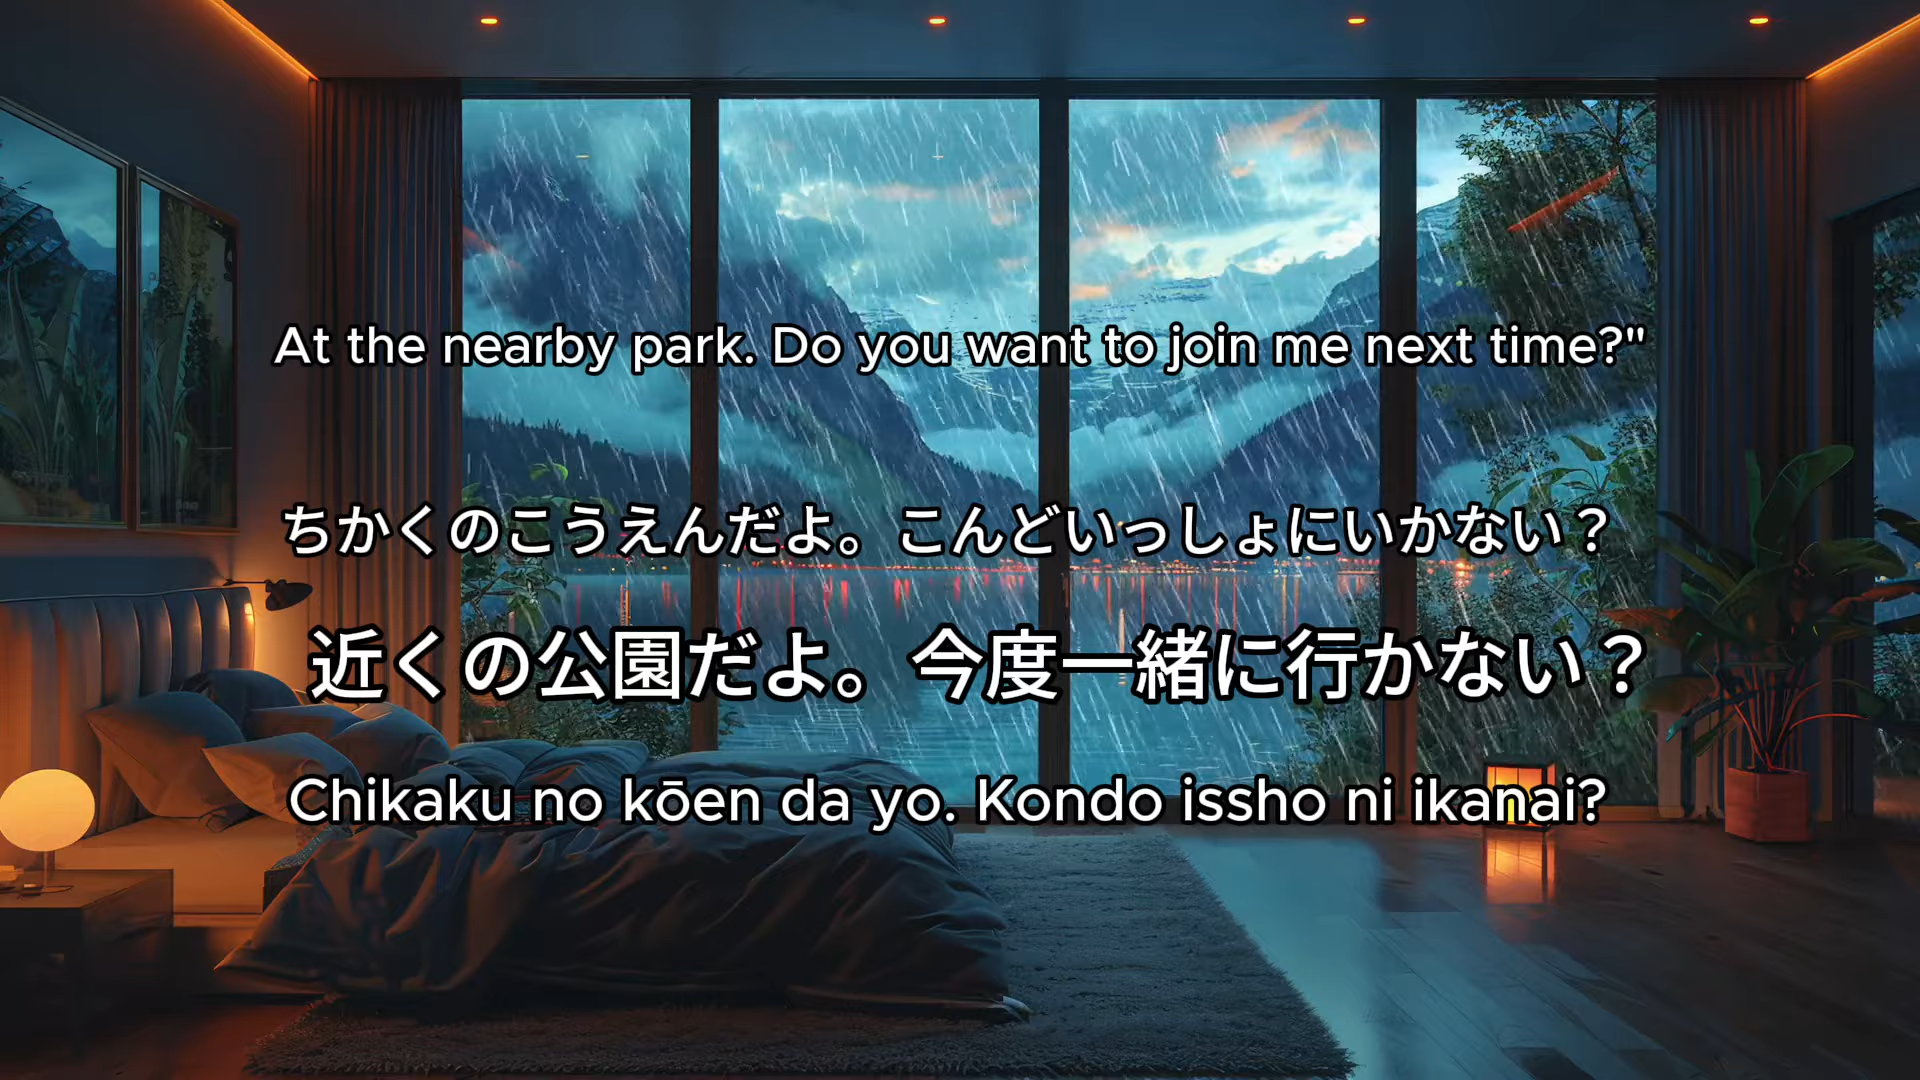 At the nearby park. Do you want to join me next time?"
ちかくのこうえんだよ。こんどいっしょにいかない？
近くの公園だよ。今度一緒に行かない？
Chikaku no kōen da yo. Kondo issho ni ikanai?